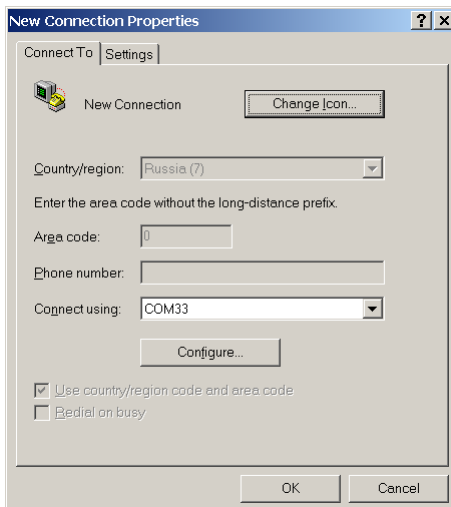 New Connection Properties
Connect To Settings
New Connection Change Icon...
Country/region: Russia (7)
Enter the area code without the long-distance prefix.
Area code: 0
Phone number:
Connect using: COM33
Configure...
Use country/region code and area code
Redial on busy
OK Cancel